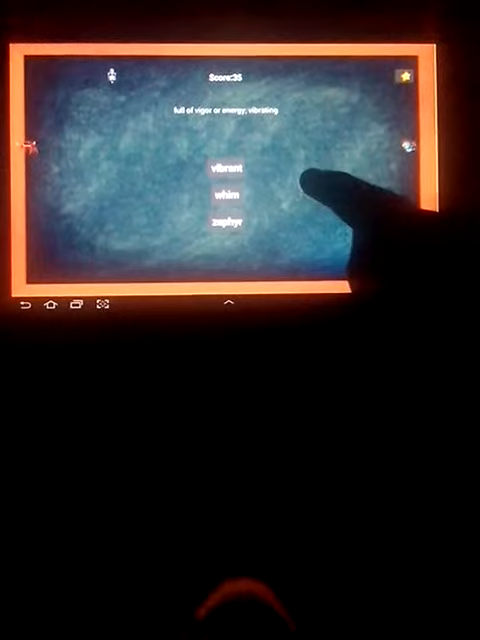 Score:35
full of vigor or energy; vibrating
vibrant
whim
zephyr